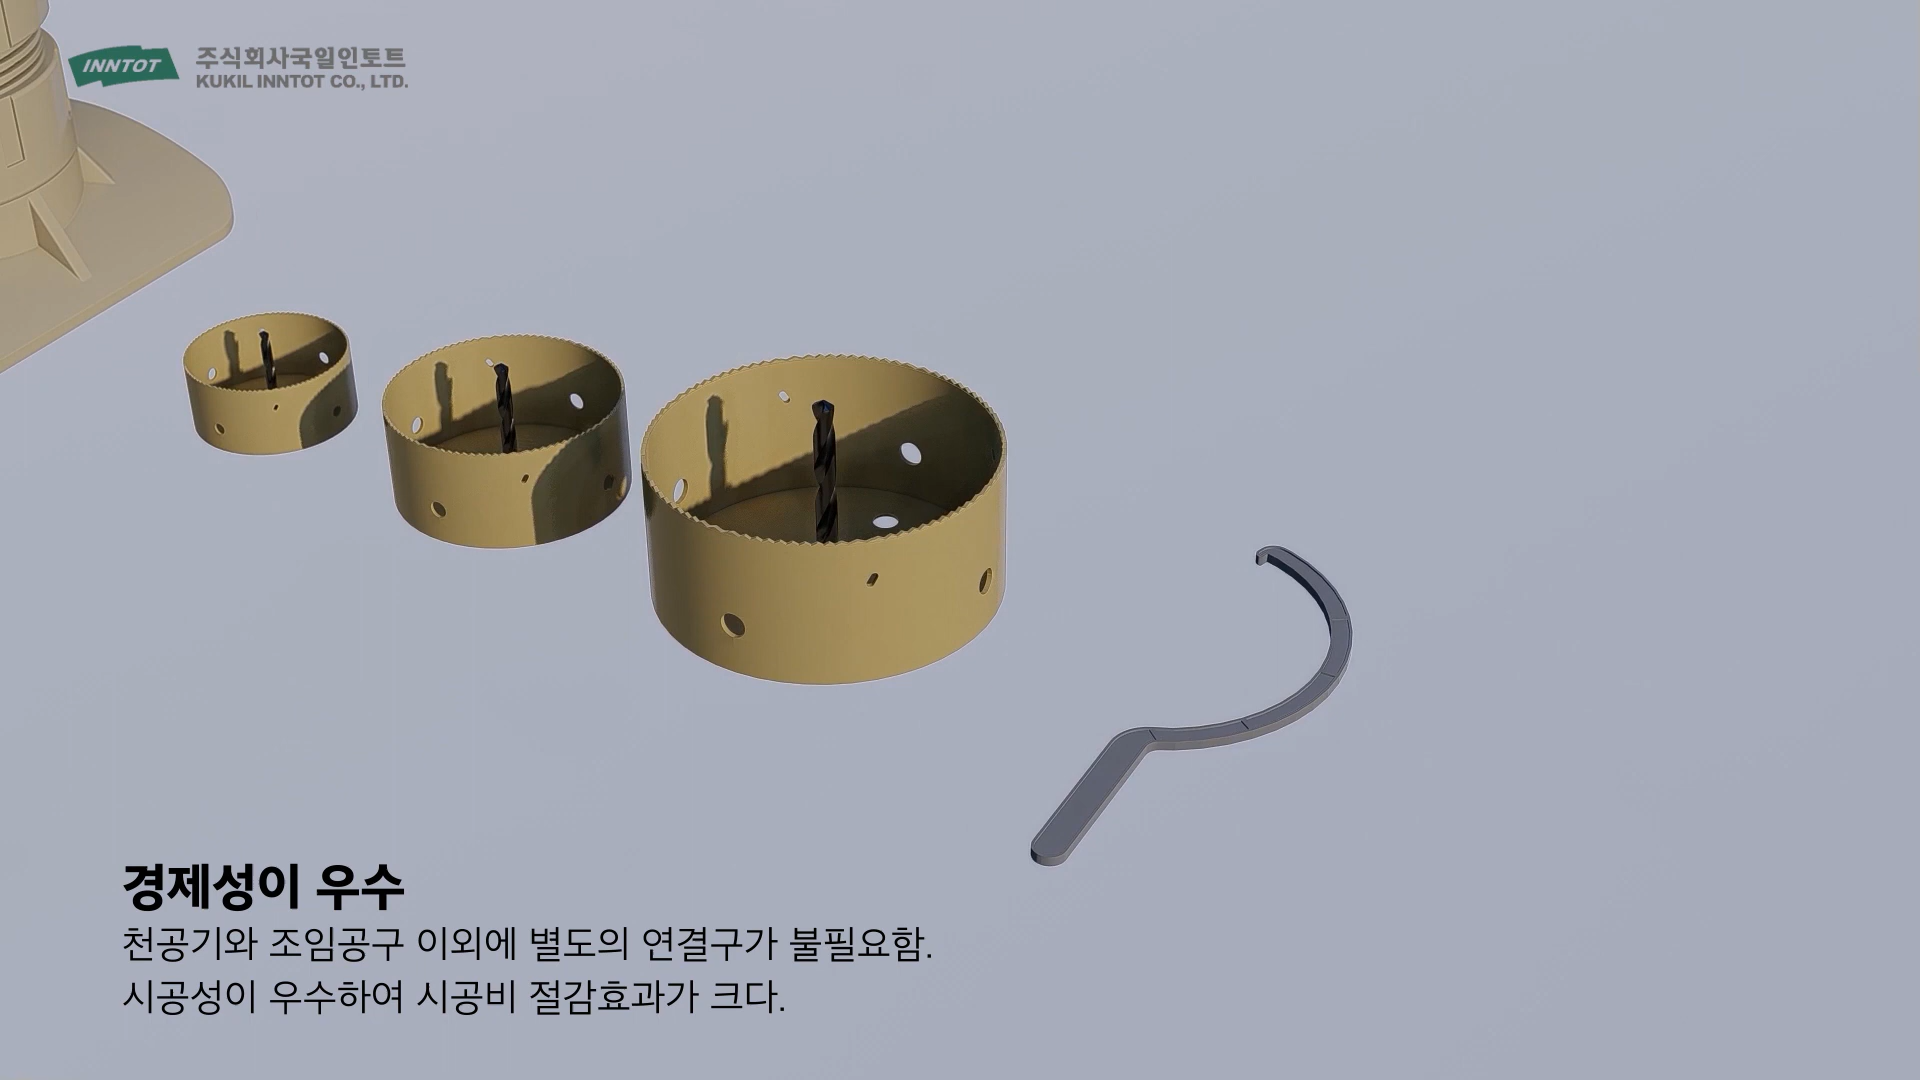 INNTOT
주식회사국일인토트
KUKIL INNTOT CO., LTD.
경제성이 우수
천공기와 조임공구 이외에 별도의 연결구가 불필요함.
시공성이 우수하여 시공비 절감효과가 크다.